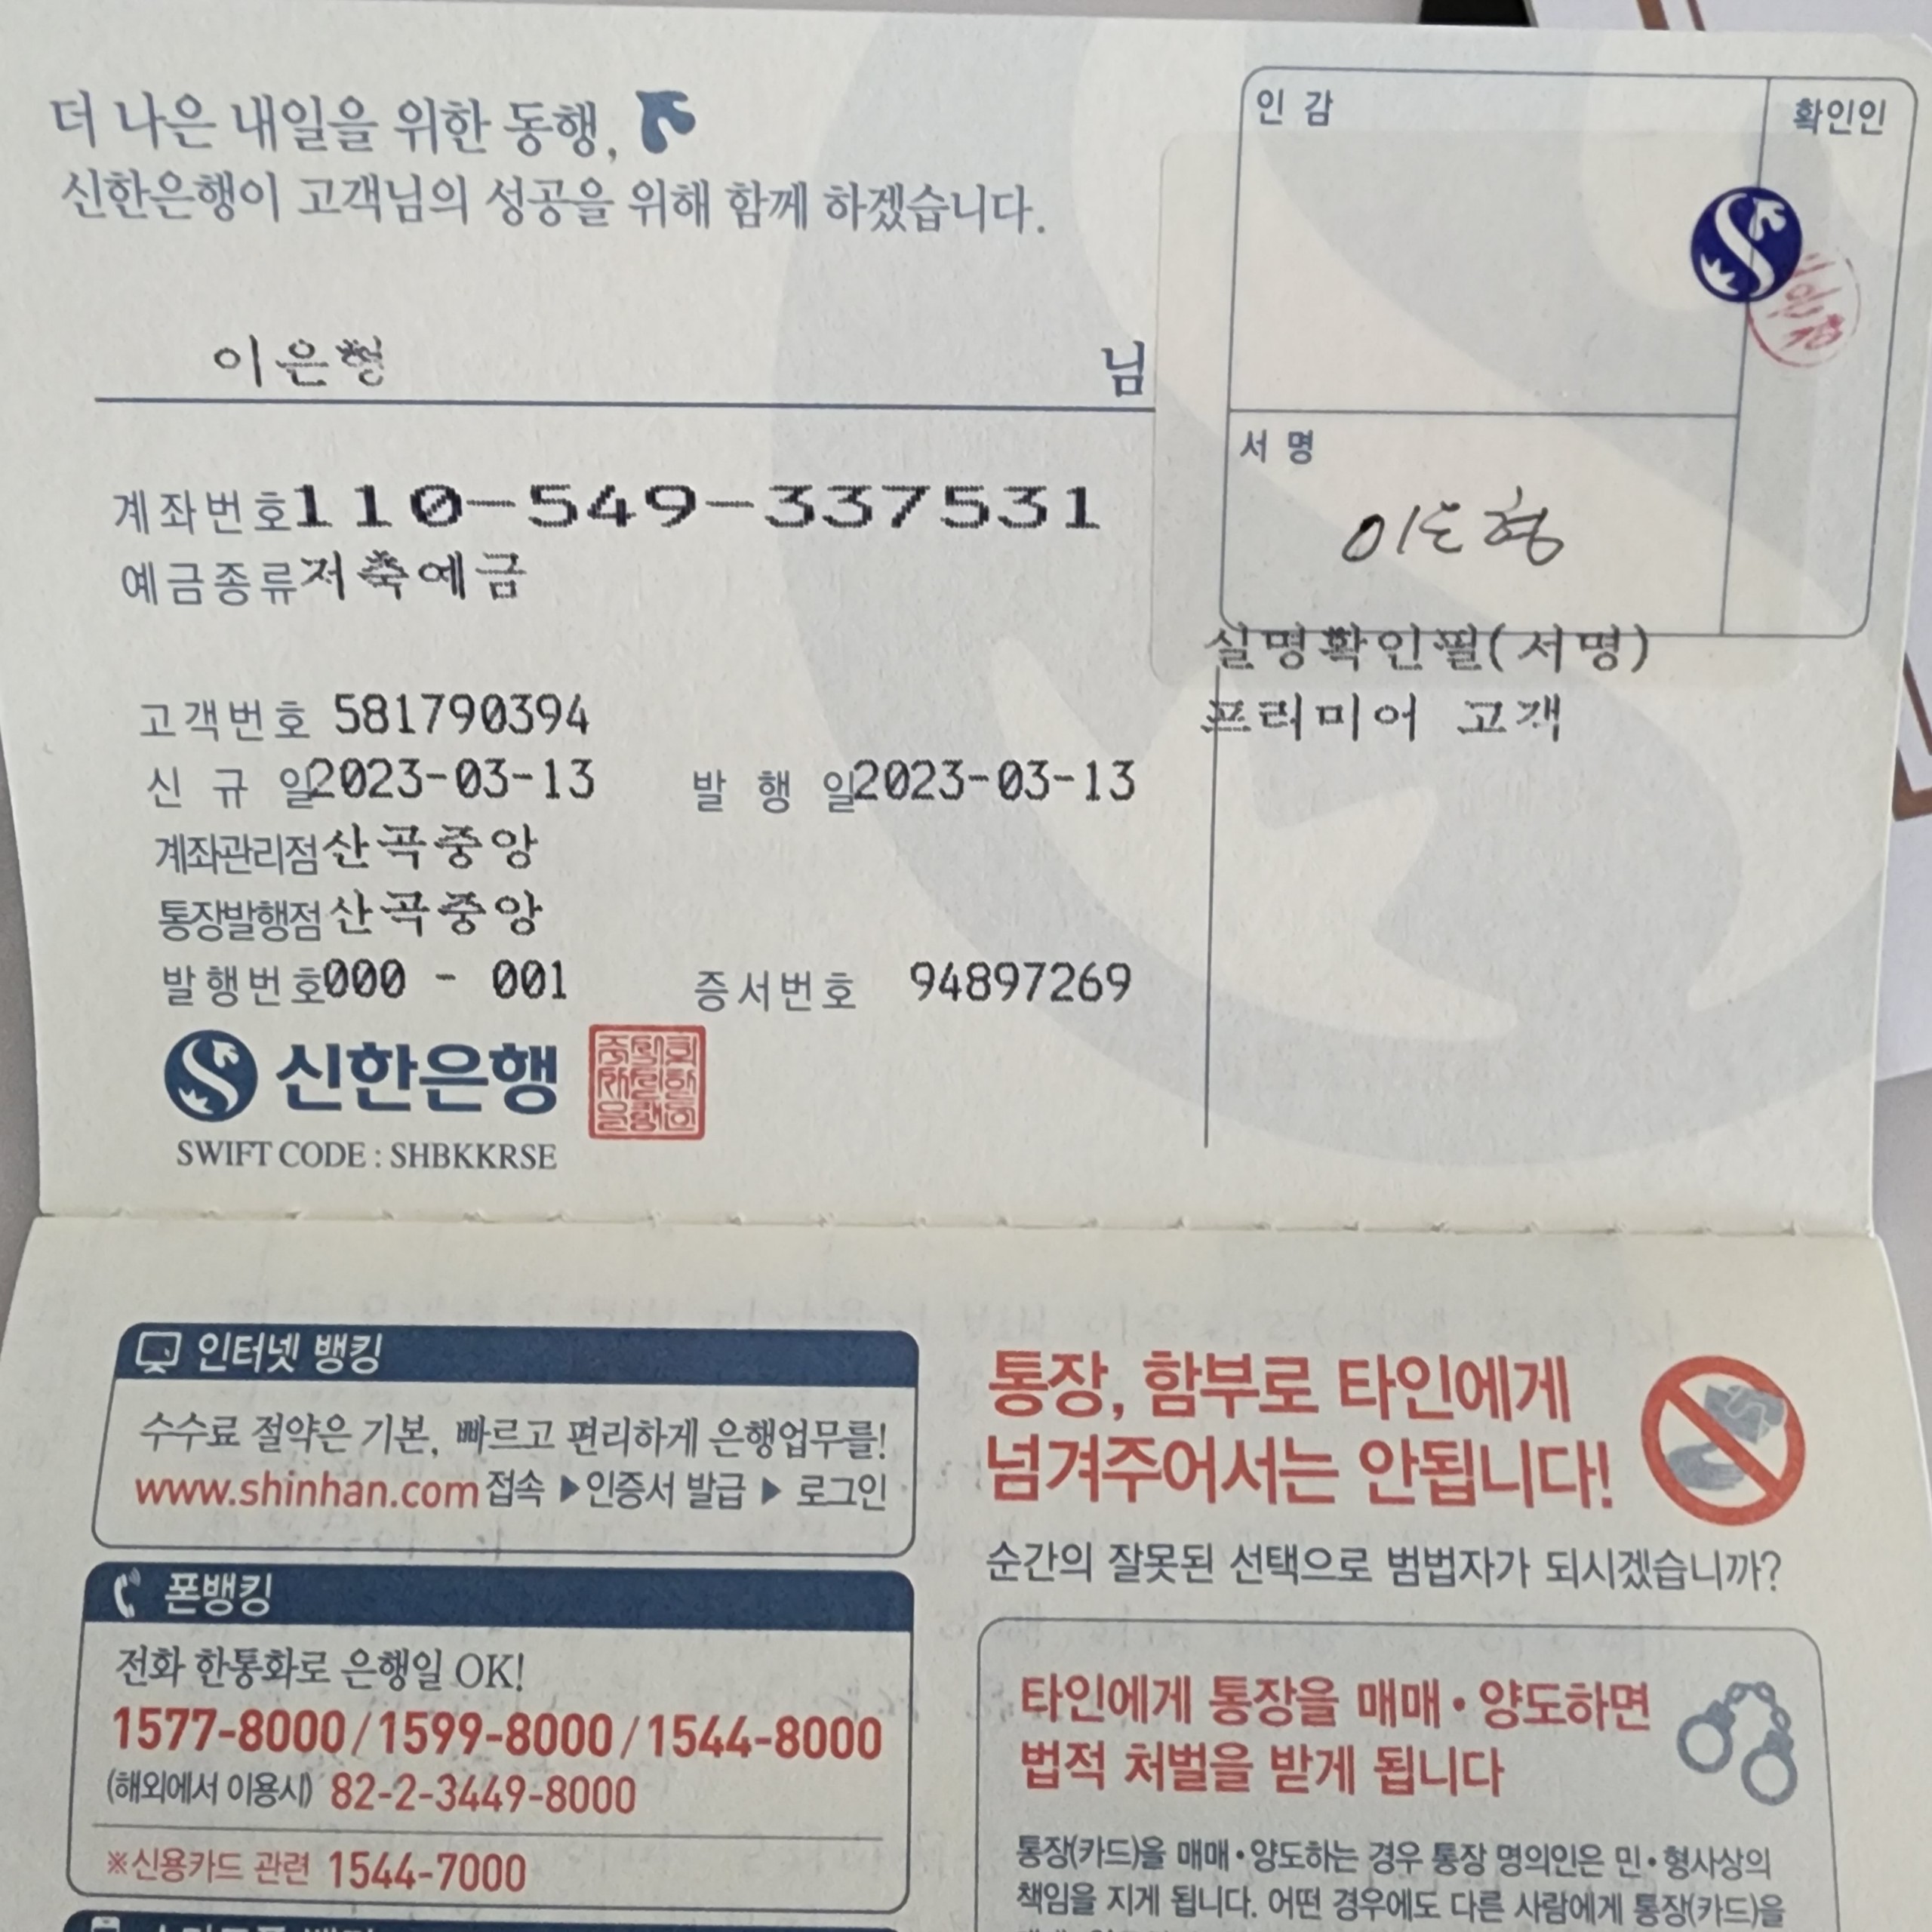 더 나은 내일을 위한 동행,
신한은행이 고객님의 성공을 위해 함께 하겠습니다.
인 감
확인인
이은형 님
서 명
이은형
계좌번호 110-549-337531
예금종류 저축예금
실명확인필(서명)
프리미어 고객
고객번호 581790394
신 규 일 2023-03-13 발 행 일 2023-03-13
계좌관리점 산곡중앙
통장발행점 산곡중앙
발행번호 000 - 001 증서번호 94897269
신한은행
SWIFT CODE : SHBKKRSE
인터넷 뱅킹
수수료 절약은 기본, 빠르고 편리하게 은행업무를!
www.shinhan.com 접속 ▶ 인증서 발급 ▶ 로그인
폰뱅킹
전화 한통화로 은행일 OK!
1577-8000 / 1599-8000 / 1544-8000
(해외에서 이용시) 82-2-3449-8000
※신용카드 관련 1544-7000
통장, 함부로 타인에게
넘겨주어서는 안됩니다!
순간의 잘못된 선택으로 범법자가 되시겠습니까?
타인에게 통장을 매매·양도하면
법적 처벌을 받게 됩니다
통장(카드)을 매매·양도하는 경우 통장 명의인은 민·형사상의
책임을 지게 됩니다. 어떤 경우에도 다른 사람에게 통장(카드)을